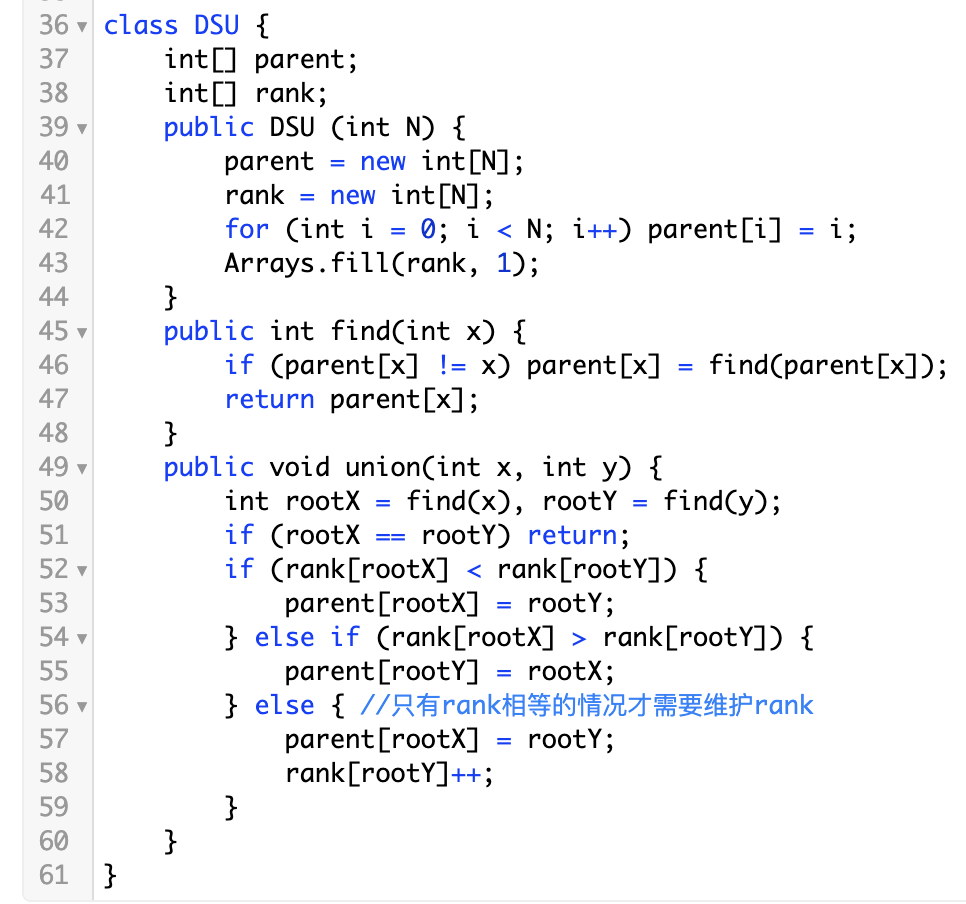 36 class DSU {
37     int[] parent;
38     int[] rank;
39     public DSU (int N) {
40         parent = new int[N];
41         rank = new int[N];
42         for (int i = 0; i < N; i++) parent[i] = i;
43         Arrays.fill(rank, 1);
44     }
45     public int find(int x) {
46         if (parent[x] != x) parent[x] = find(parent[x]);
47         return parent[x];
48     }
49     public void union(int x, int y) {
50         int rootX = find(x), rootY = find(y);
51         if (rootX == rootY) return;
52         if (rank[rootX] < rank[rootY]) {
53             parent[rootX] = rootY;
54         } else if (rank[rootX] > rank[rootY]) {
55             parent[rootY] = rootX;
56         } else { //只有rank相等的情况才需要维护rank
57             parent[rootX] = rootY;
58             rank[rootY]++;
59         }
60     }
61 }